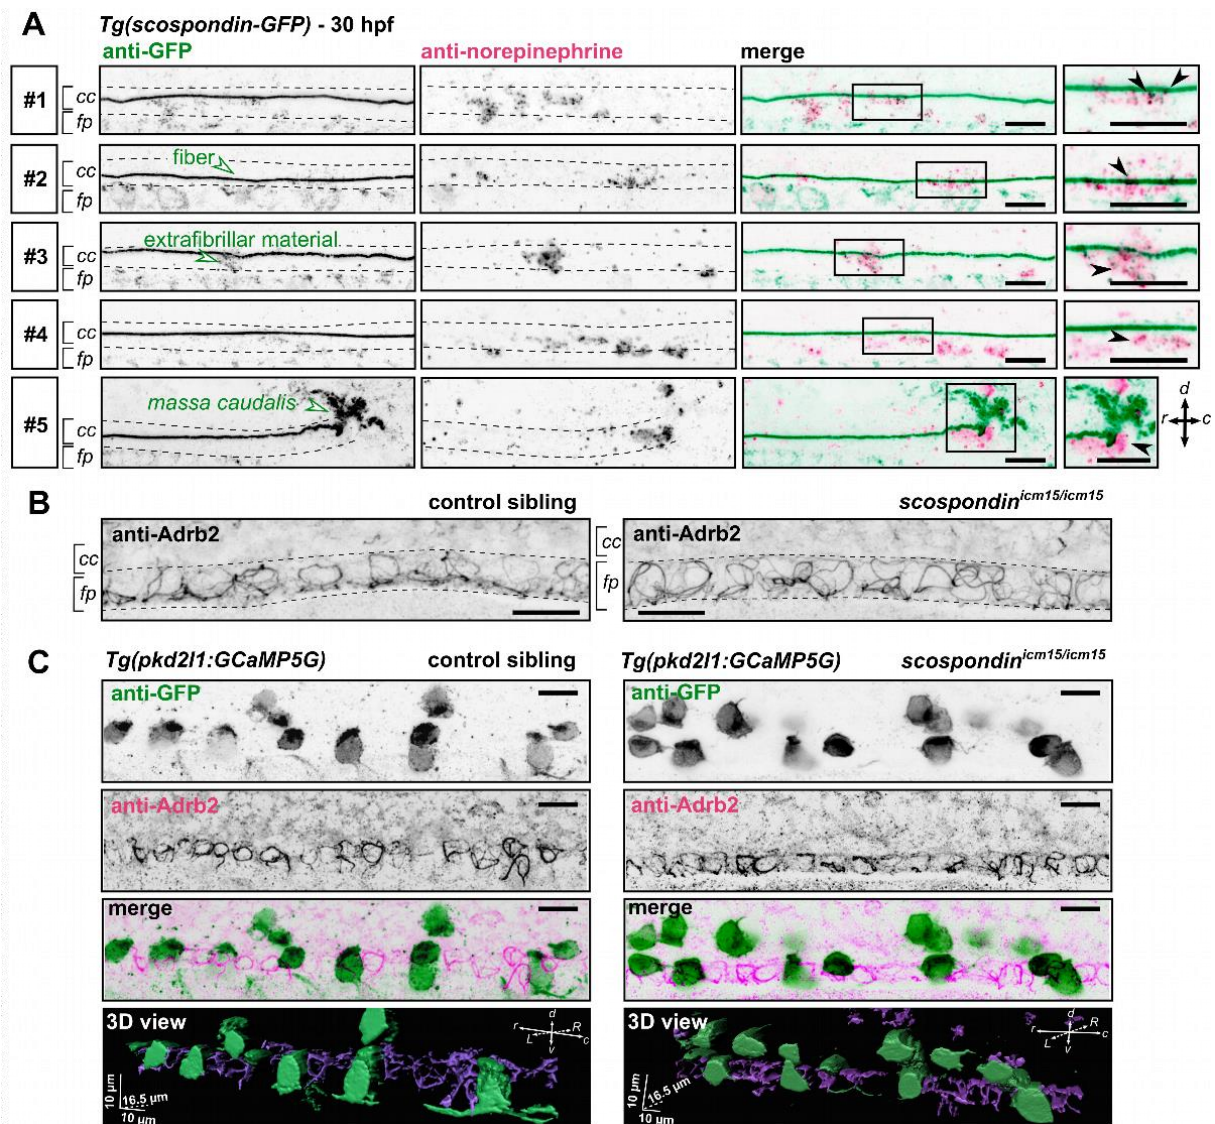 A
Tg(scospondin-GFP) - 30 hpf
anti-GFP
anti-norepinephrine
merge
#1
cc
fp
#2
cc
fp
fiber
#3
cc
fp
extrafibrillar material
#4
cc
fp
#5
cc
fp
massa caudalis
d
r
c
v
B
control sibling
scospondin^icm15/icm15
cc
fp
anti-Adrb2
cc
fp
anti-Adrb2
C
Tg(pkd2l1:GCaMP5G)
control sibling
Tg(pkd2l1:GCaMP5G)
scospondin^icm15/icm15
anti-GFP
anti-GFP
anti-Adrb2
anti-Adrb2
merge
merge
3D view
d
r
R
L
c
v
10 µm
16.5 µm
10 µm
3D view
d
r
R
L
c
v
10 µm
16.5 µm
10 µm